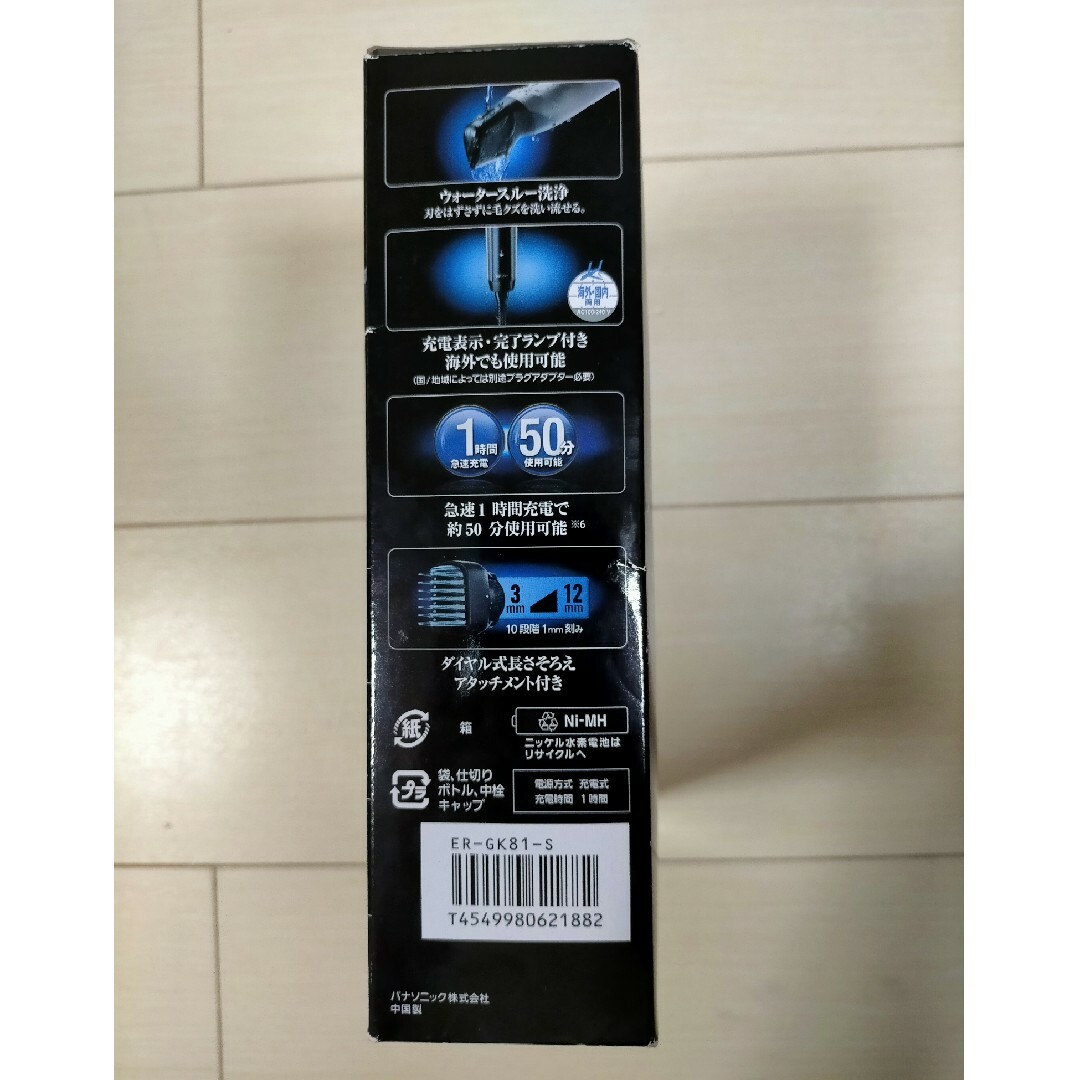 ウォータースルー洗浄
刃をはずさずに毛クズを洗い流せる。
海外・国内
両用
AC100-240 V
充電表示・完了ランプ付き
海外でも使用可能
(国/地域によっては別途プラグアダプター必要)
1時間
急速充電
50分
使用可能
急速1時間充電で
約50分使用可能※6
3mm
12mm
10段階1mm刻み
ダイヤル式長さそろえ
アタッチメント付き
紙
箱
Ni-MH
ニッケル水素電池は
リサイクルへ
プラ
袋、仕切り
ボトル、中栓
キャップ
電源方式 充電式
充電時間 1時間
ER-GK81-S
T4549980621882
パナソニック株式会社
中国製